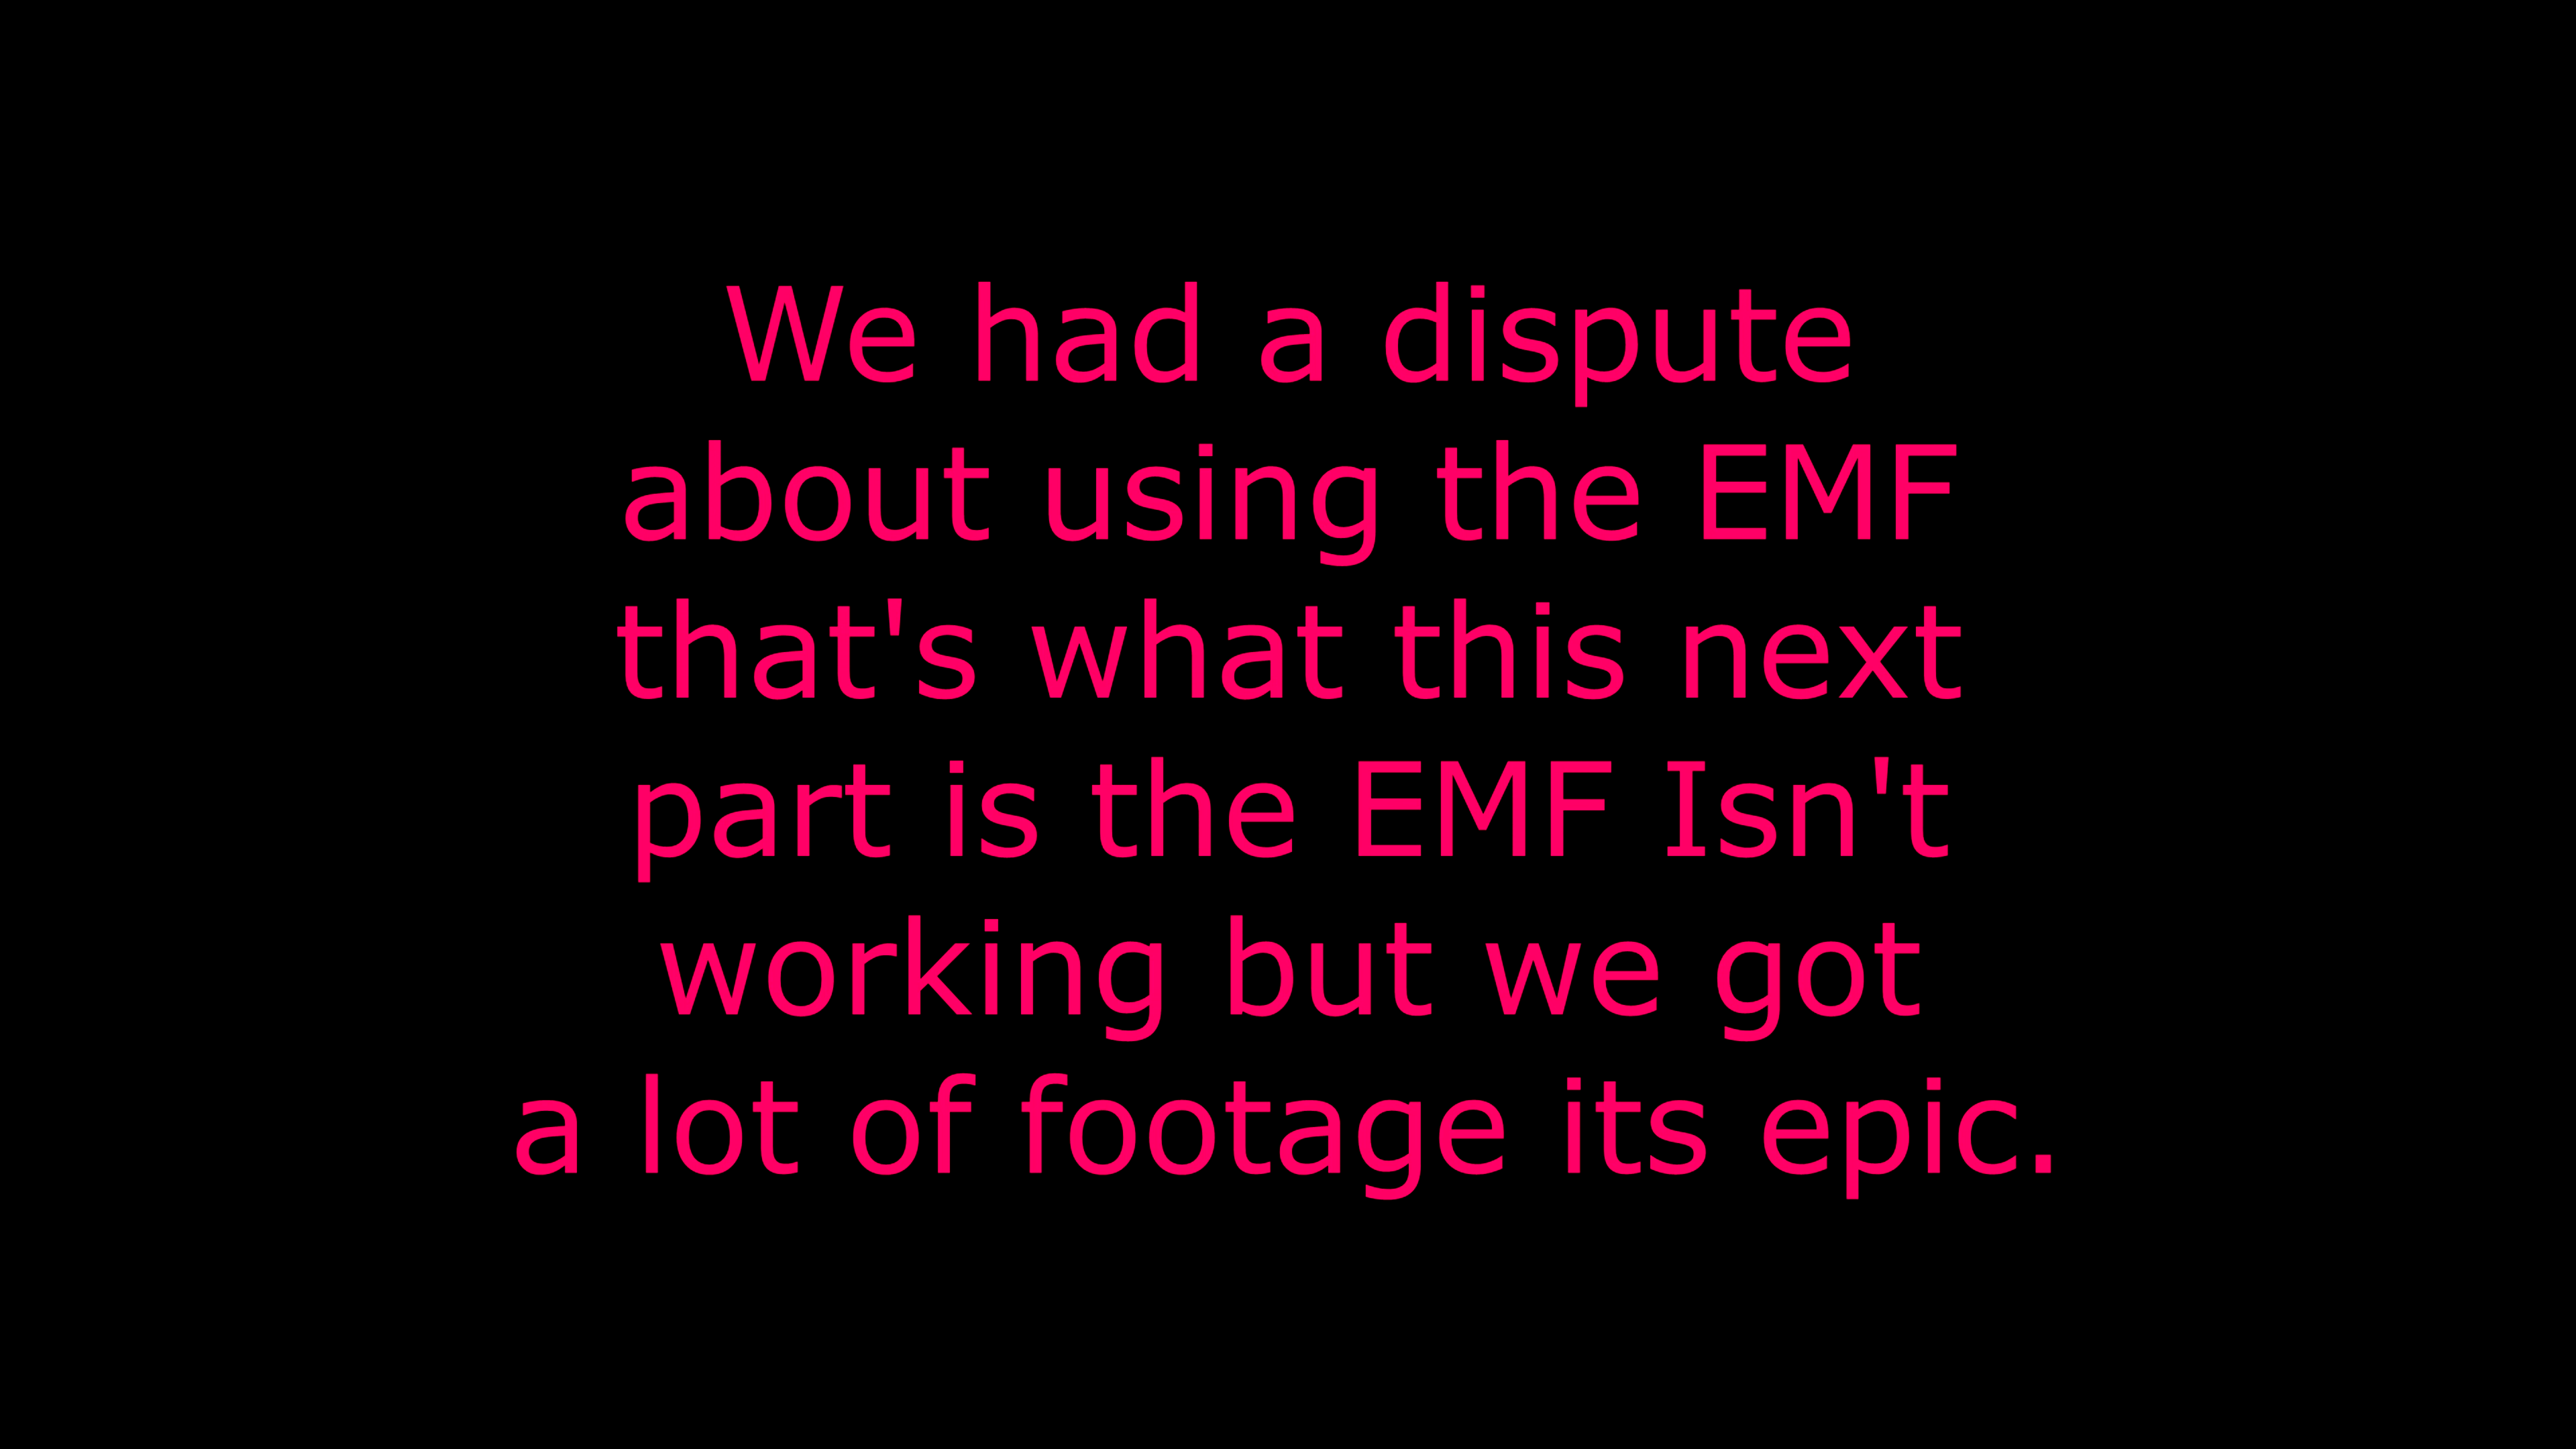 We had a dispute
about using the EMF
that's what this next
part is the EMF Isn't
working but we got
a lot of footage its epic.